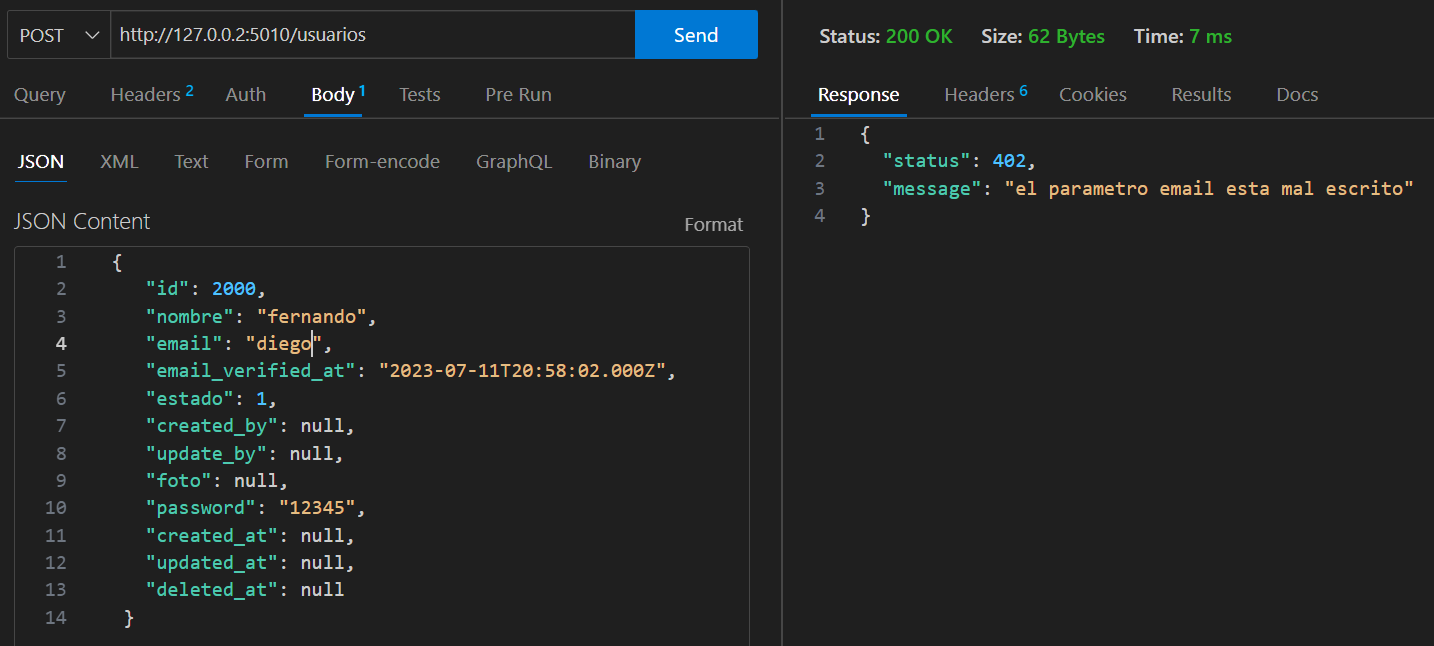 POST http://127.0.0.2:5010/usuarios Send
Query Headers 2 Auth Body 1 Tests Pre Run
JSON XML Text Form Form-encode GraphQL Binary
JSON Content Format
1 {
2 "id": 2000,
3 "nombre": "fernando",
4 "email": "diego",
5 "email_verified_at": "2023-07-11T20:58:02.000Z",
6 "estado": 1,
7 "created_by": null,
8 "update_by": null,
9 "foto": null,
10 "password": "12345",
11 "created_at": null,
12 "updated_at": null,
13 "deleted_at": null
14 }
Status: 200 OK Size: 62 Bytes Time: 7 ms
Response Headers 6 Cookies Results Docs
1 {
2 "status": 402,
3 "message": "el parametro email esta mal escrito"
4 }